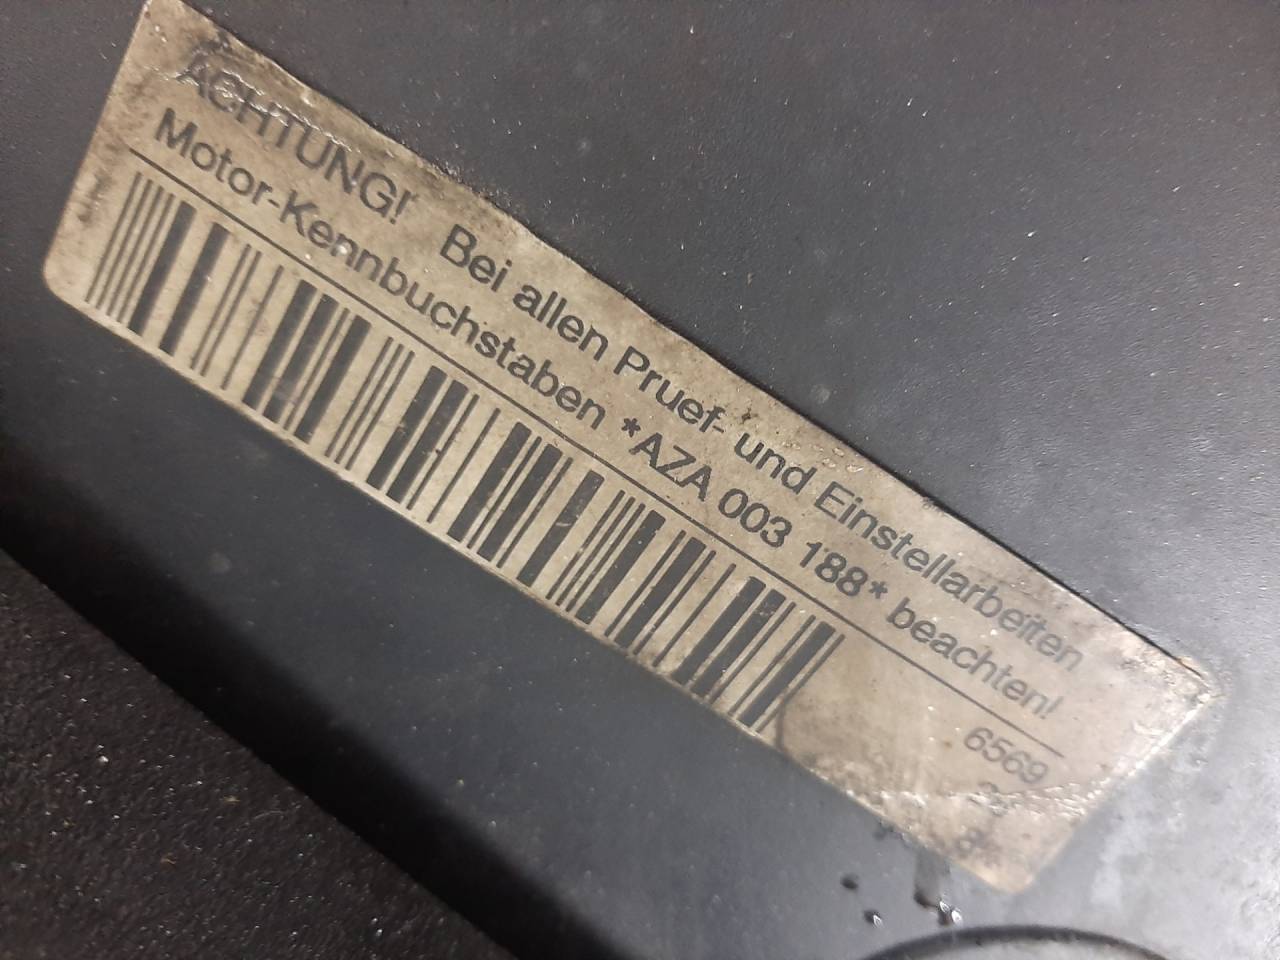 ACHTUNG! Bei allen Pruef- und Einstellarbeiten
Motor-Kennbuchstaben *AZA 003 188* beachten!
6569